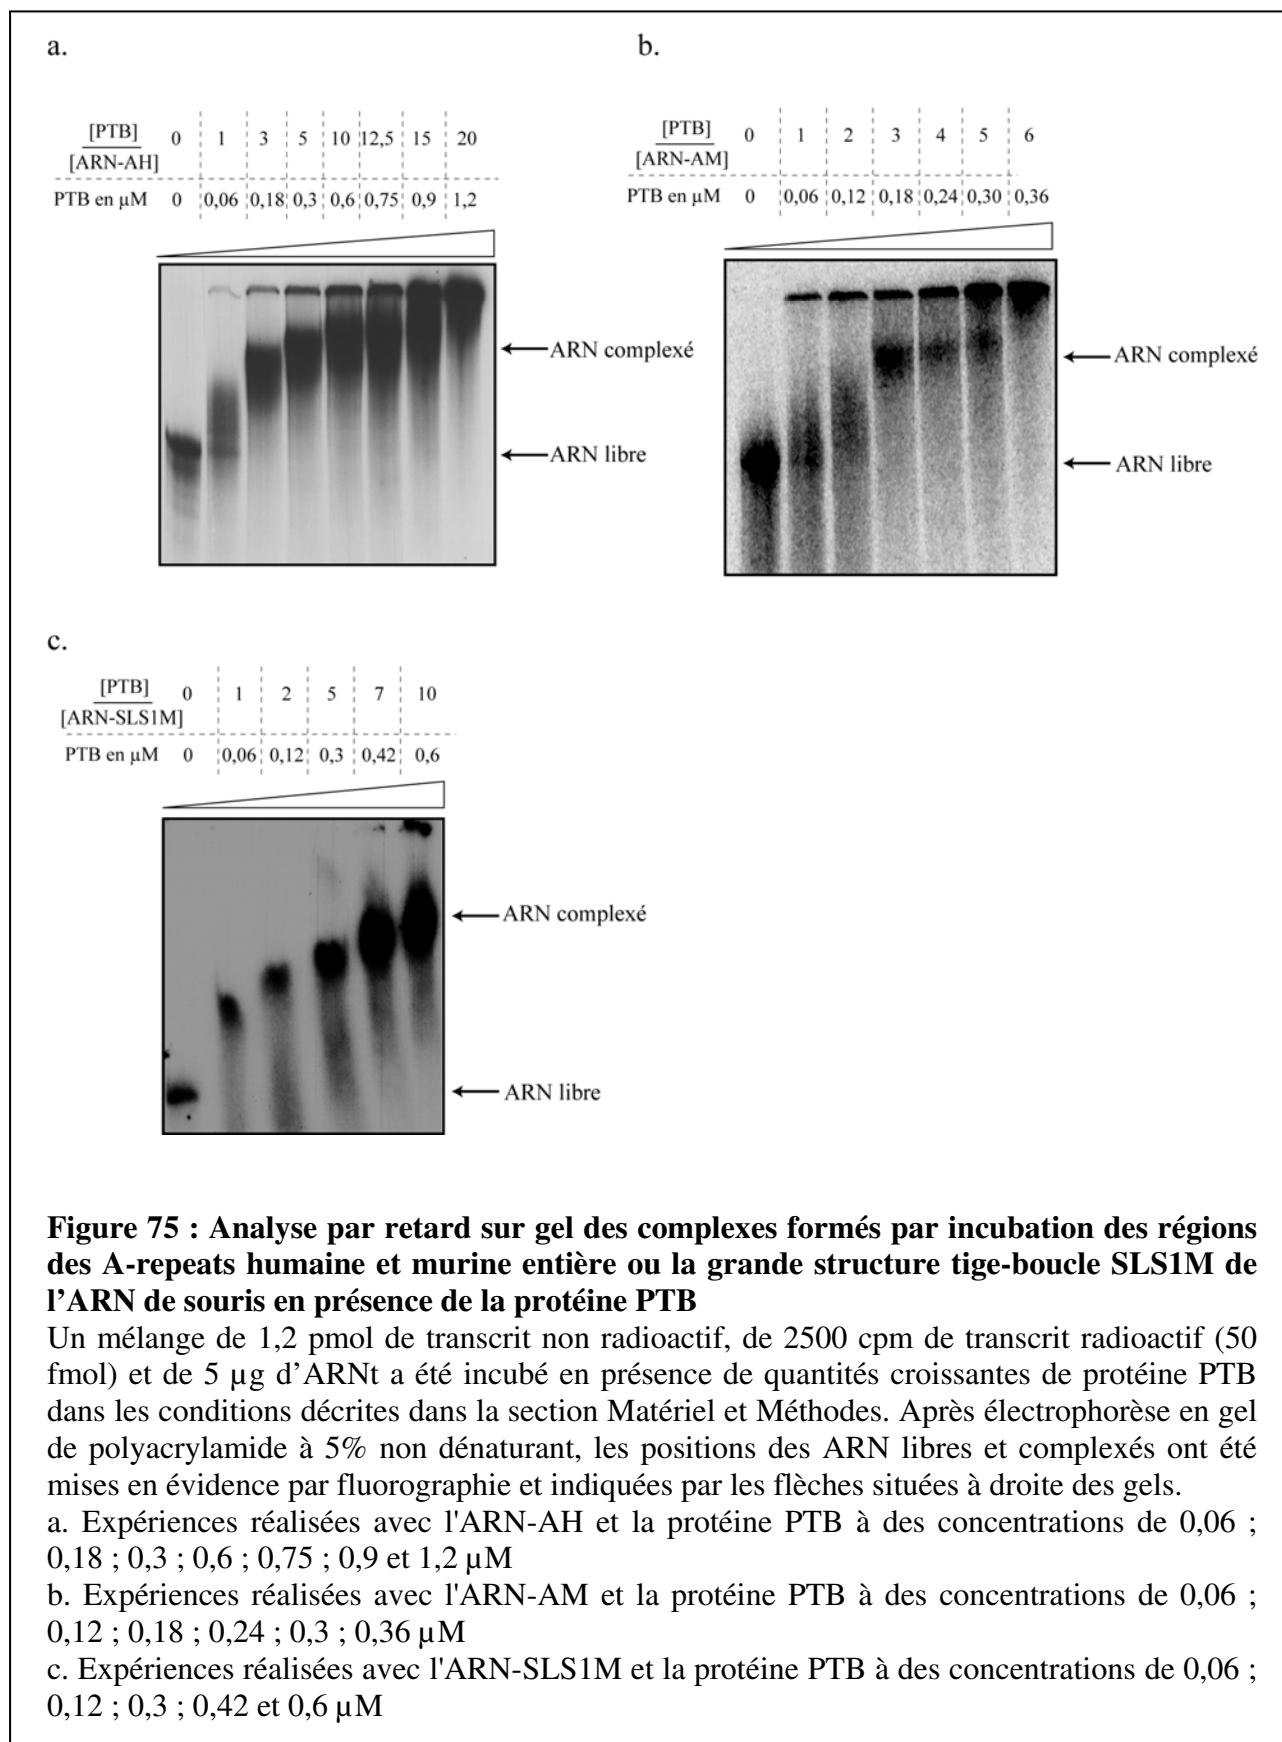 a.
[PTB] 0 1 3 5 10 12,5 15 20
[ARN-AH]
PTB en µM 0 0,06 0,18 0,3 0,6 0,75 0,9 1,2
ARN complexé
ARN libre
b.
[PTB] 0 1 2 3 4 5 6
[ARN-AM]
PTB en µM 0 0,06 0,12 0,18 0,24 0,30 0,36
ARN complexé
ARN libre
c.
[PTB] 0 1 2 5 7 10
[ARN-SLS1M]
PTB en µM 0 0,06 0,12 0,3 0,42 0,6
ARN complexé
ARN libre
Figure 75 : Analyse par retard sur gel des complexes formés par incubation des régions
des A-repeats humaine et murine entière ou la grande structure tige-boucle SLS1M de
l’ARN de souris en présence de la protéine PTB
Un mélange de 1,2 pmol de transcrit non radioactif, de 2500 cpm de transcrit radioactif (50
fmol) et de 5 µg d’ARNt a été incubé en présence de quantités croissantes de protéine PTB
dans les conditions décrites dans la section Matériel et Méthodes. Après électrophorèse en gel
de polyacrylamide à 5% non dénaturant, les positions des ARN libres et complexés ont été
mises en évidence par fluorographie et indiquées par les flèches situées à droite des gels.
a. Expériences réalisées avec l'ARN-AH et la protéine PTB à des concentrations de 0,06 ;
0,18 ; 0,3 ; 0,6 ; 0,75 ; 0,9 et 1,2 µM
b. Expériences réalisées avec l'ARN-AM et la protéine PTB à des concentrations de 0,06 ;
0,12 ; 0,18 ; 0,24 ; 0,3 ; 0,36 µM
c. Expériences réalisées avec l'ARN-SLS1M et la protéine PTB à des concentrations de 0,06 ;
0,12 ; 0,3 ; 0,42 et 0,6 µM